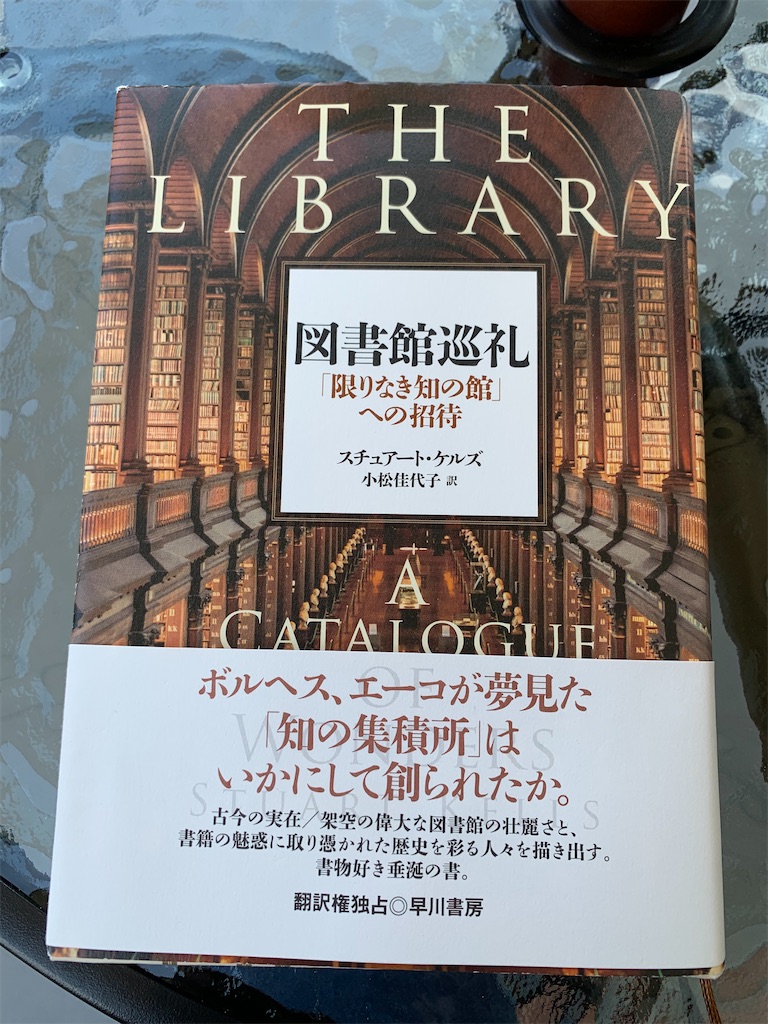 THE
LIBRARY
図書館巡礼
「限りなき知の館」
への招待
スチュアート・ケルズ
小松佳代子 訳
A
CATALOGUE
OF
WONDERS
STUART KELLS
ボルヘス、エーコが夢見た
「知の集積所」は
いかにして創られたか。
古今の実在／架空の偉大な図書館の壮麗さと、
書籍の魅惑に取り憑かれた歴史を彩る人々を描き出す。
書物好き垂涎の書。
翻訳権独占◎早川書房